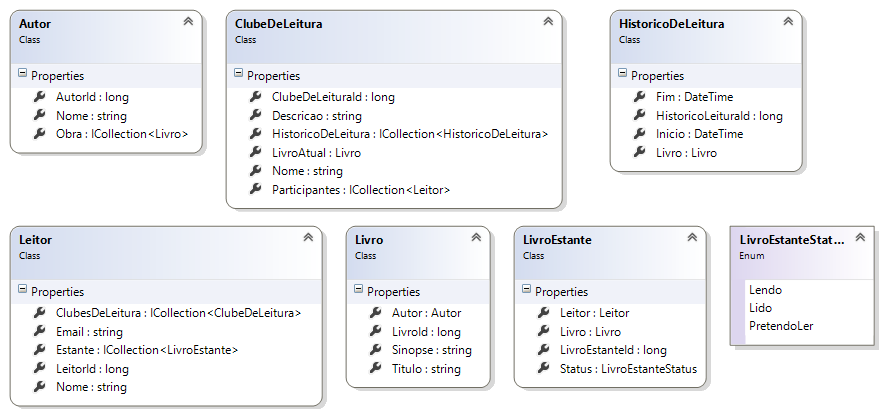 Autor
Class
Properties
AutorId : long
Nome : string
Obra : ICollection<Livro>
ClubeDeLeitura
Class
Properties
ClubeDeLeituraId : long
Descricao : string
HistoricoDeLeitura : ICollection<HistoricoDeLeitura>
LivroAtual : Livro
Nome : string
Participantes : ICollection<Leitor>
HistoricoDeLeitura
Class
Properties
Fim : DateTime
HistoricoLeituraId : long
Inicio : DateTime
Livro : Livro
Leitor
Class
Properties
ClubesDeLeitura : ICollection<ClubeDeLeitura>
Email : string
Estante : ICollection<LivroEstante>
LeitorId : long
Nome : string
Livro
Class
Properties
Autor : Autor
LivroId : long
Sinopse : string
Titulo : string
LivroEstante
Class
Properties
Leitor : Leitor
Livro : Livro
LivroEstanteId : long
Status : LivroEstanteStatus
LivroEstanteStat...
Enum
Lendo
Lido
PretendoLer